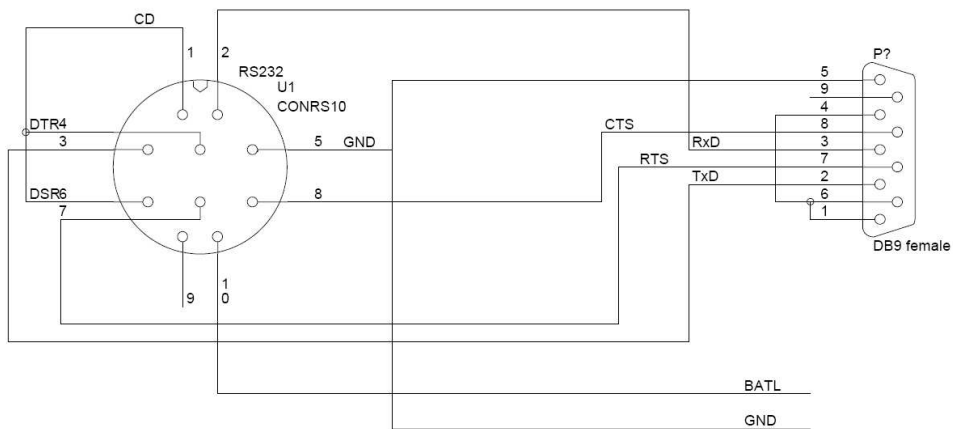 CD
1 2
RS232
U1
CONRS10
DTR4
3
5 GND
DSR6
7
8
9
1
0
CTS
RxD
RTS
TxD
P?
5
9
4
8
3
7
2
6
1
DB9 female
BATL
GND